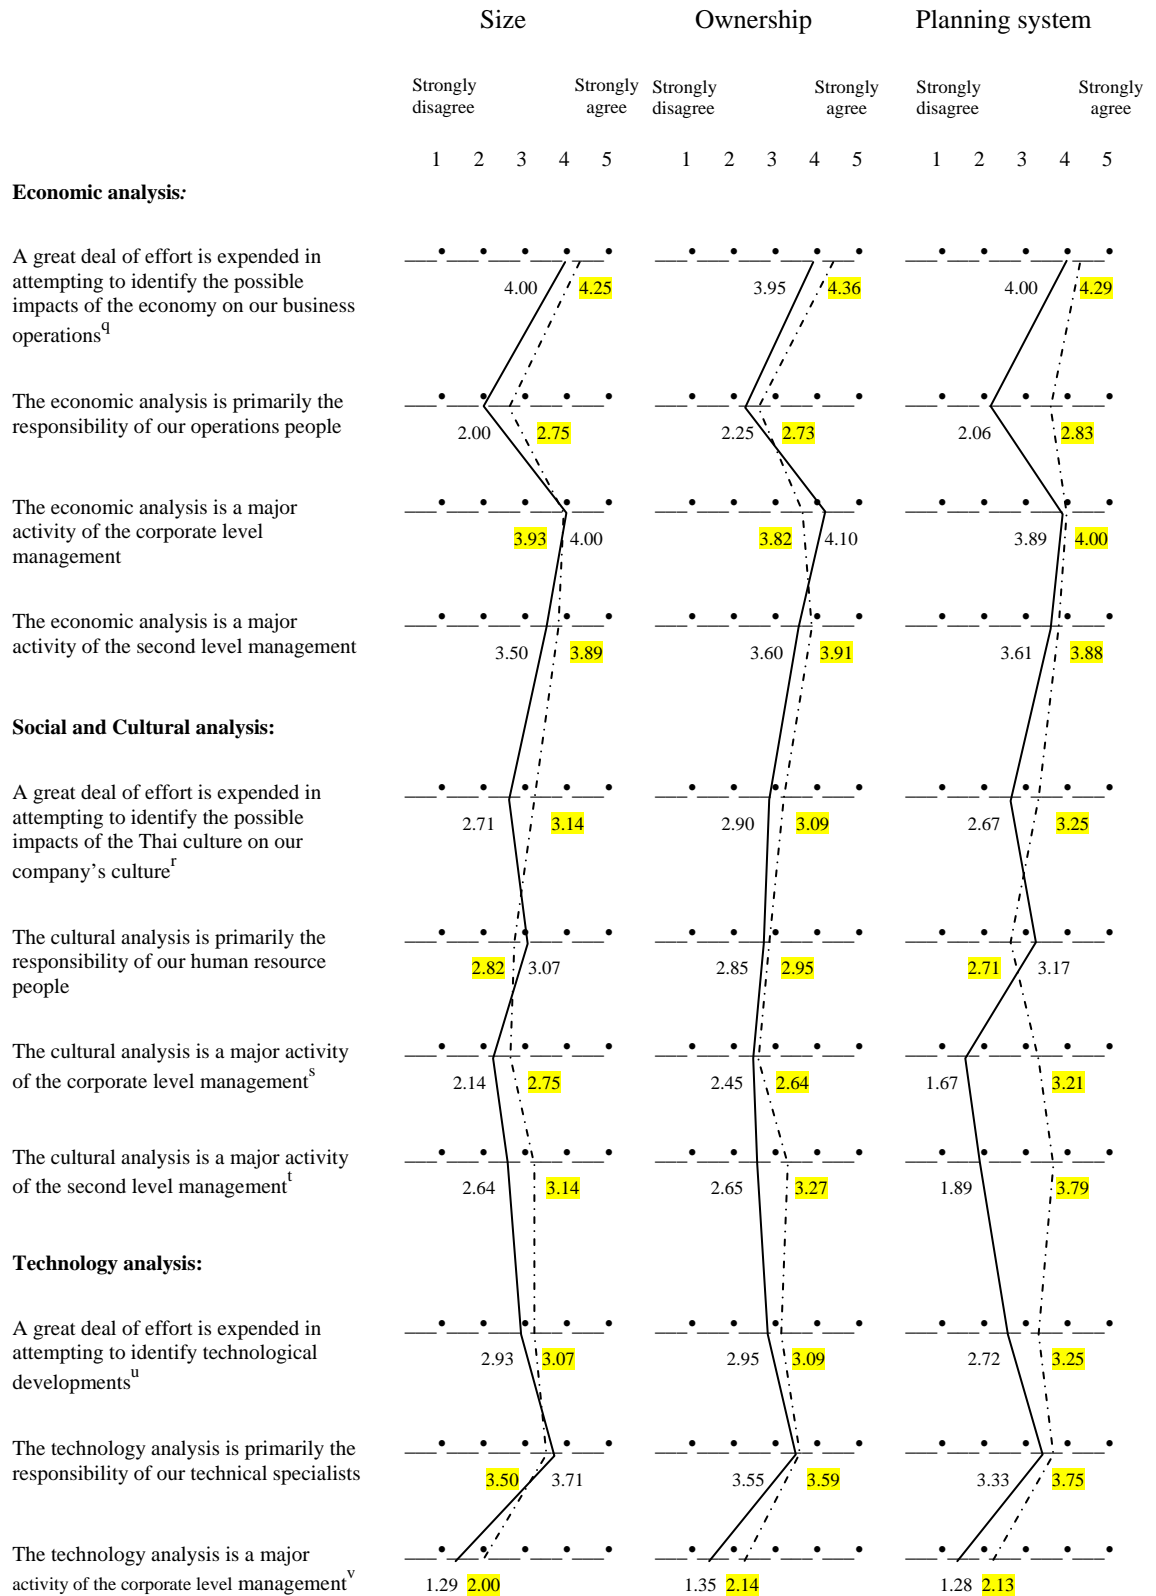 Size Ownership Planning system
Strongly disagree Strongly agree Strongly disagree Strongly agree Strongly disagree Strongly agree
1 2 3 4 5 1 2 3 4 5 1 2 3 4 5
Economic analysis:
A great deal of effort is expended in
attempting to identify the possible
impacts of the economy on our business
operations^q
4.00 4.25 3.95 4.36 4.00 4.29
The economic analysis is primarily the
responsibility of our operations people
2.00 2.75 2.25 2.73 2.06 2.83
The economic analysis is a major
activity of the corporate level
management
3.93 4.00 3.82 4.10 3.89 4.00
The economic analysis is a major
activity of the second level management
3.50 3.89 3.60 3.91 3.61 3.88
Social and Cultural analysis:
A great deal of effort is expended in
attempting to identify the possible
impacts of the Thai culture on our
company’s culture^r
2.71 3.14 2.90 3.09 2.67 3.25
The cultural analysis is primarily the
responsibility of our human resource
people
2.82 3.07 2.85 2.95 2.71 3.17
The cultural analysis is a major activity
of the corporate level management^s
2.14 2.75 2.45 2.64 1.67 3.21
The cultural analysis is a major activity
of the second level management^t
2.64 3.14 2.65 3.27 1.89 3.79
Technology analysis:
A great deal of effort is expended in
attempting to identify technological
developments^u
2.93 3.07 2.95 3.09 2.72 3.25
The technology analysis is primarily the
responsibility of our technical specialists
3.50 3.71 3.55 3.59 3.33 3.75
The technology analysis is a major
activity of the corporate level management^v
1.29 2.00 1.35 2.14 1.28 2.13